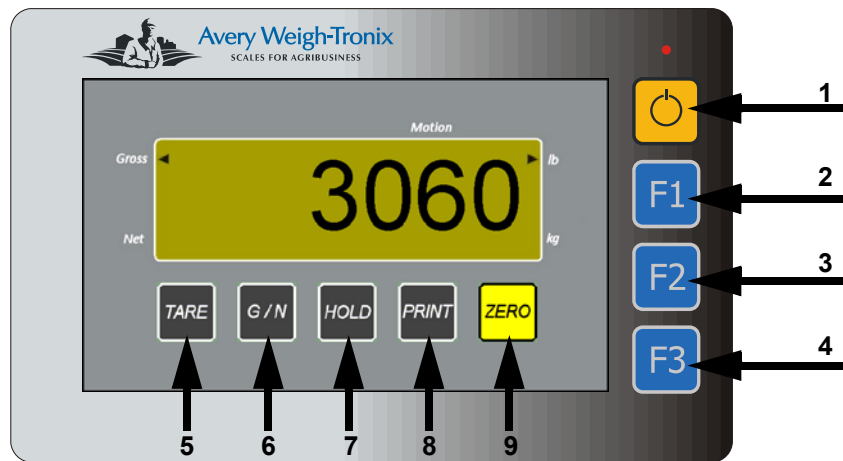 Avery Weigh-Tronix
SCALES FOR AGRIBUSINESS
Motion
Gross
lb
3060
Net
kg
TARE
G / N
HOLD
PRINT
ZERO
F1
F2
F3
1
2
3
4
5
6
7
8
9